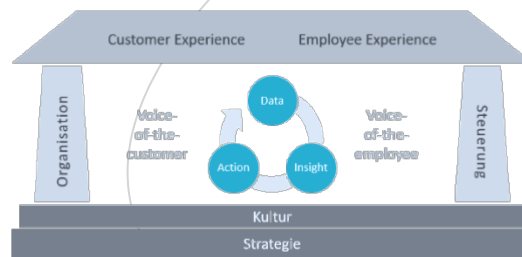 Customer Experience Employee Experience
Organisation
Voice-
of-the-
customer
Data
Action
Insight
Voice-
of-the-
employee
Steuerung
Kultur
Strategie